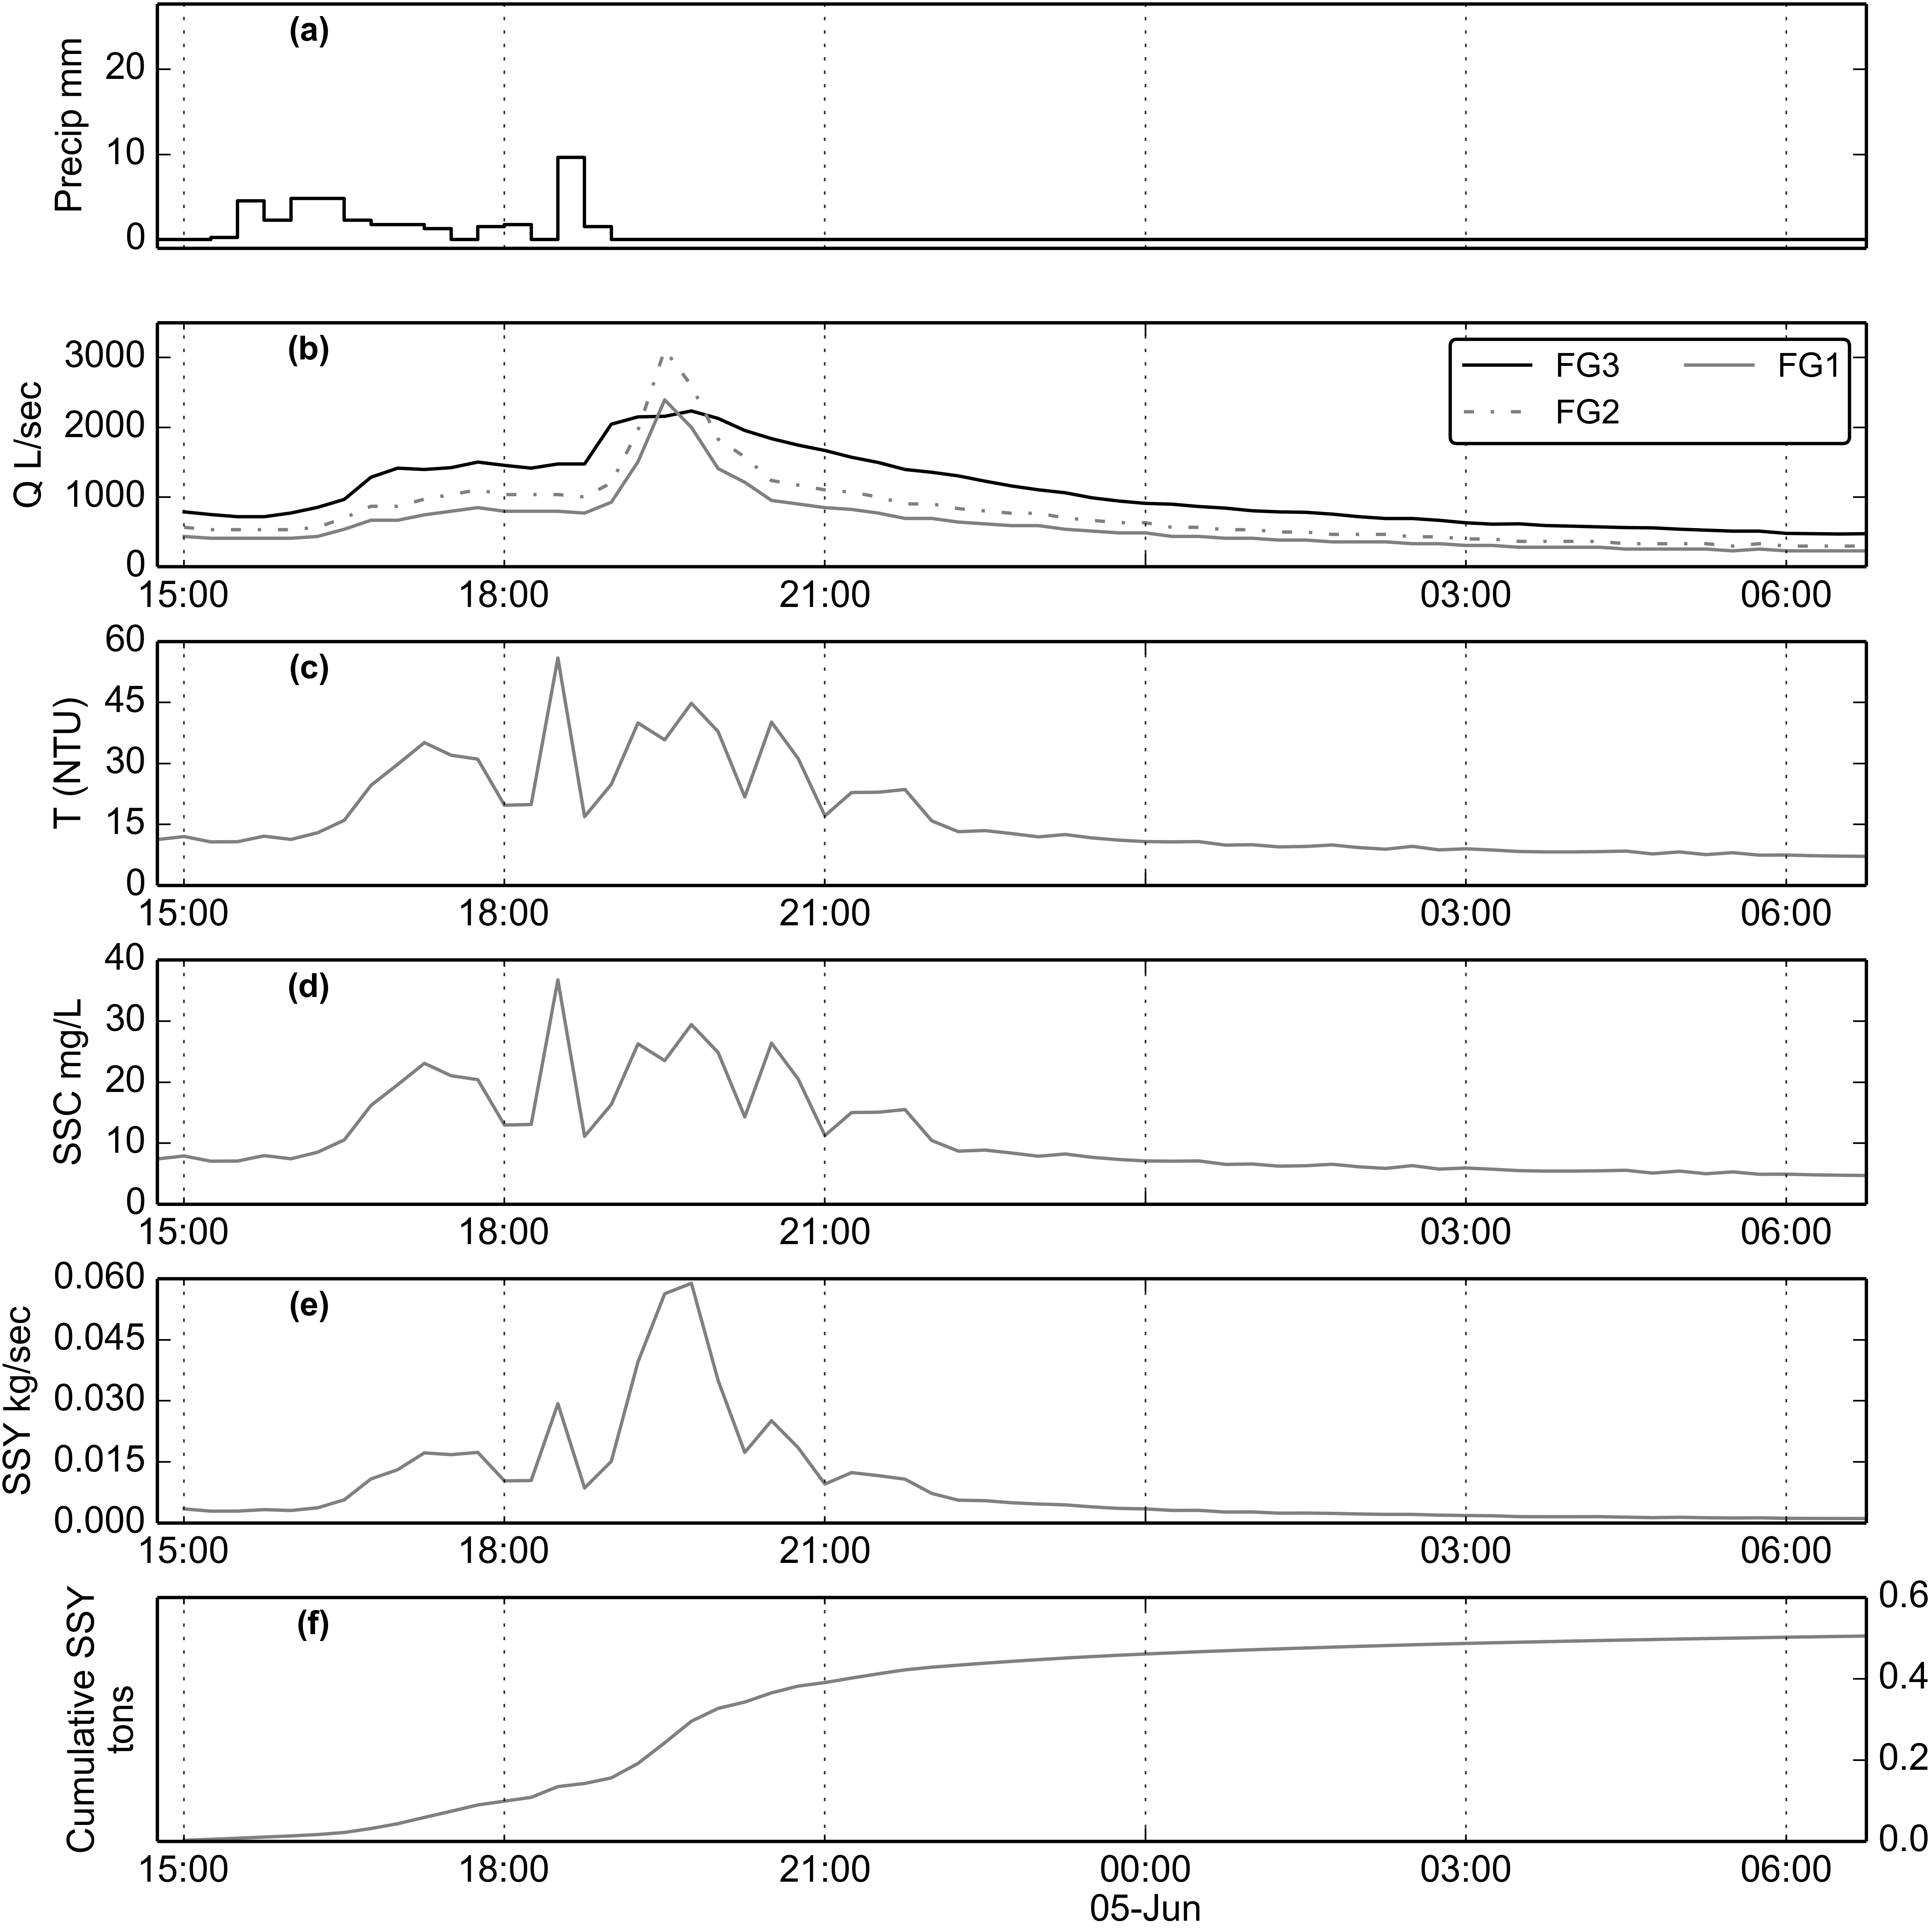 (a)
Precip mm
20
10
0
(b)
Q L/sec
3000
2000
1000
0
FG3 FG1
FG2
15:00 18:00 21:00 03:00 06:00
(c)
T (NTU)
60
45
30
15
0
15:00 18:00 21:00 03:00 06:00
(d)
SSC mg/L
40
30
20
10
0
15:00 18:00 21:00 03:00 06:00
(e)
SSY kg/sec
0.060
0.045
0.030
0.015
0.000
15:00 18:00 21:00 03:00 06:00
(f)
Cumulative SSY
tons
0.6
0.4
0.2
0.0
15:00 18:00 21:00 00:00 03:00 06:00
05-Jun